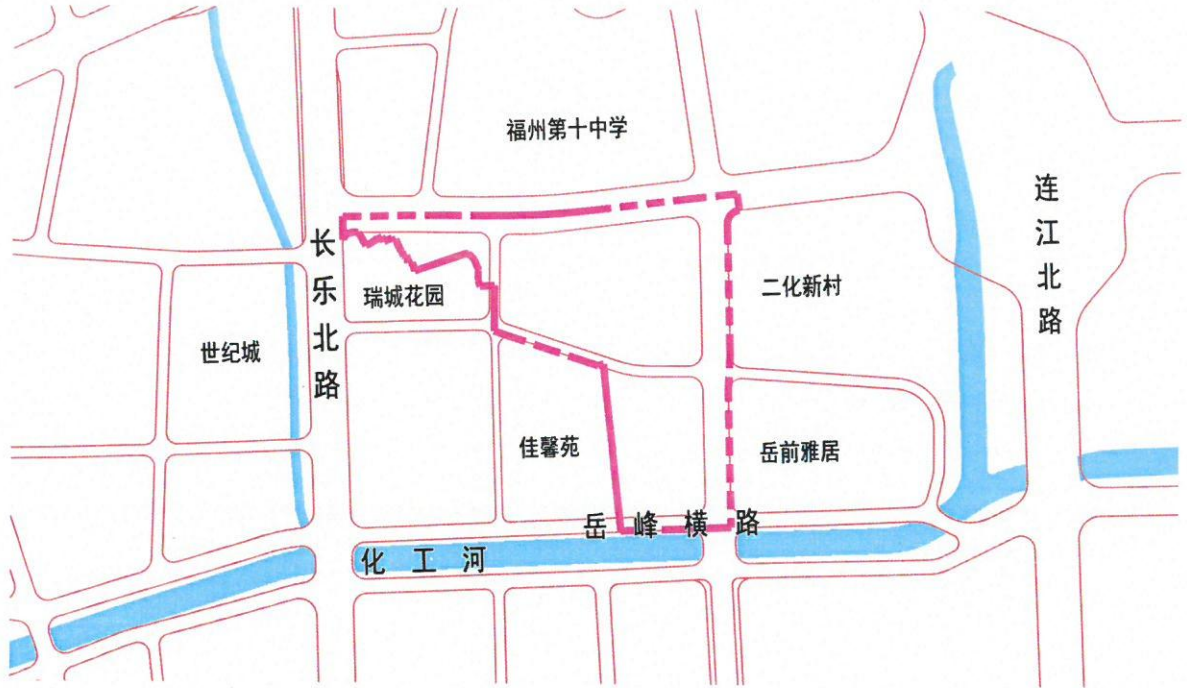 福州第十中学
连江北路
长乐北路
瑞城花园
二化新村
世纪城
佳馨苑
岳前雅居
岳峰横路
化工河